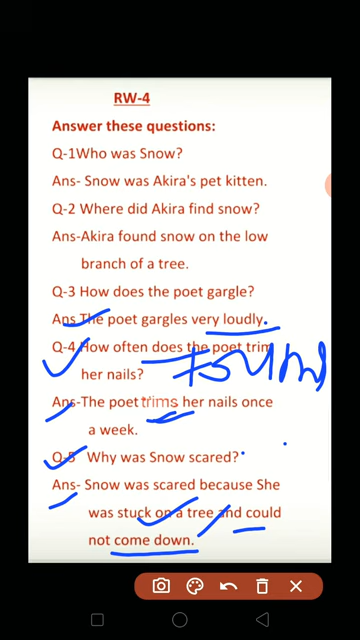 RW-4
Answer these questions:
Q-1Who was Snow?
Ans- Snow was Akira's pet kitten.
Q-2 Where did Akira find snow?
Ans-Akira found snow on the low
branch of a tree.
Q-3 How does the poet gargle?
Ans The poet gargles very loudly.
Q-4 How often does the poet trim
her nails?
found
Ans-The poet trims her nails once
a week.
Q-5 Why was Snow scared?
Ans- Snow was scared because She
was stuck on a tree and could
not come down.